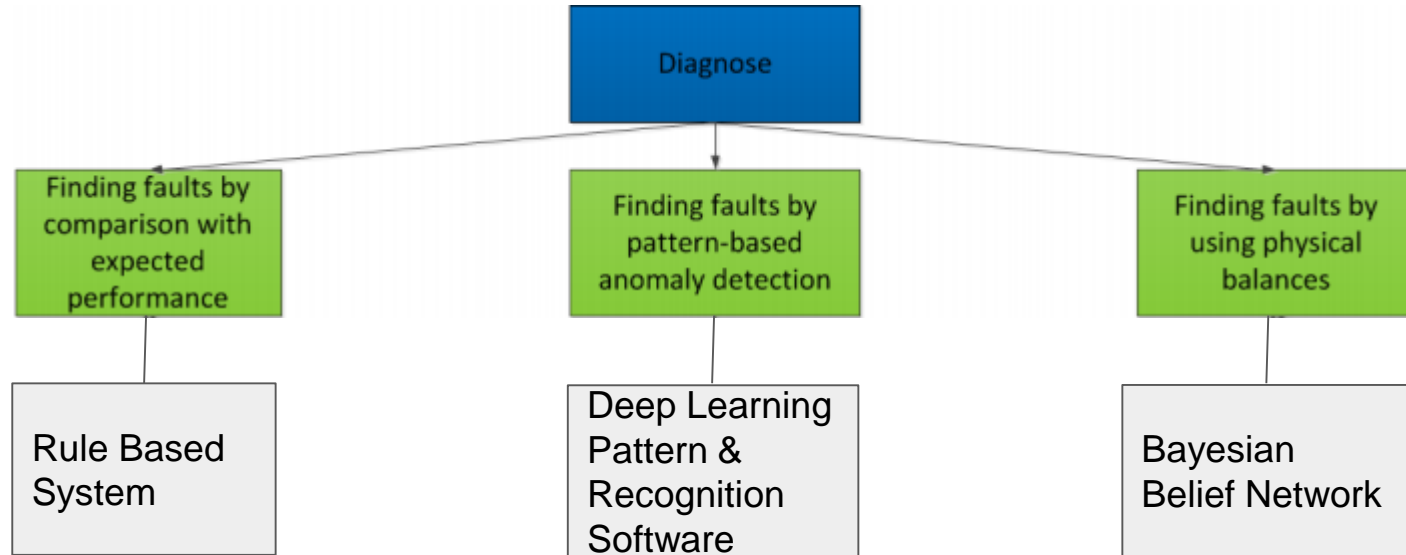 Diagnose
Finding faults by
comparison with
expected
performance
Finding faults by
pattern-based
anomaly detection
Finding faults by
using physical
balances
Rule Based
System
Deep Learning
Pattern &
Recognition
Software
Bayesian
Belief Network